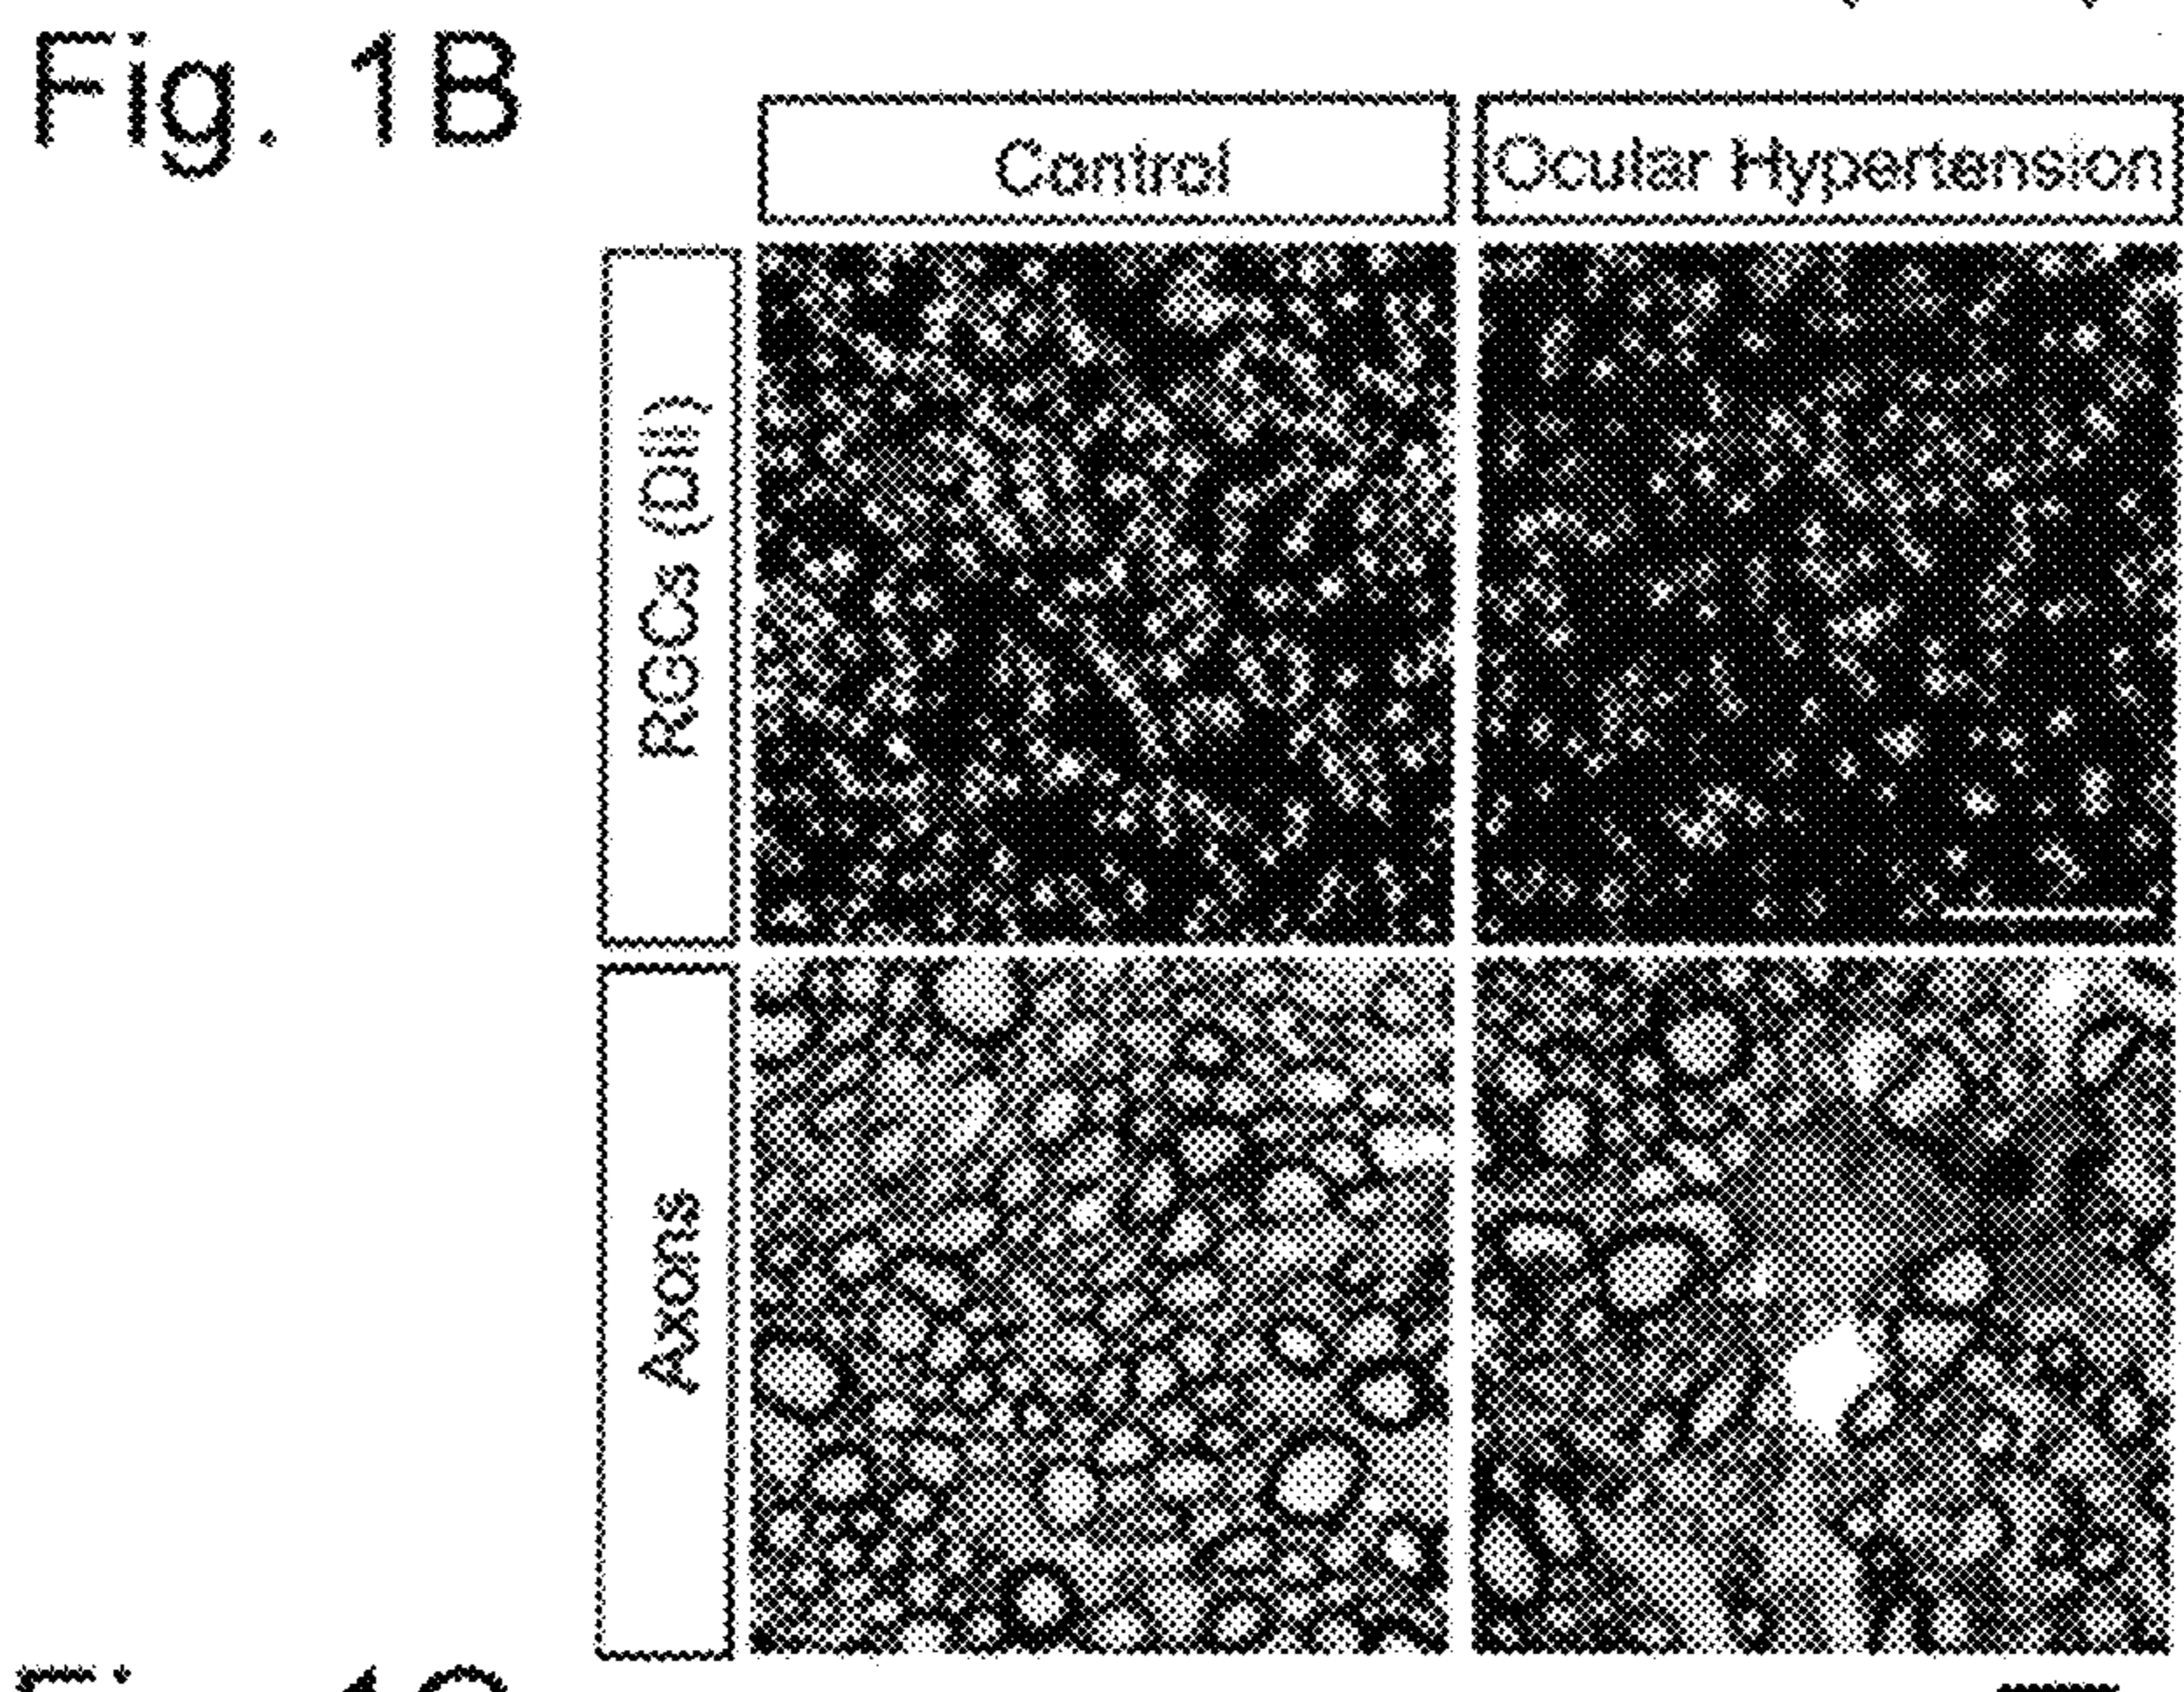 Fig. 1B
Control
Ocular Hypertension
RGCs (DiI)
Axons